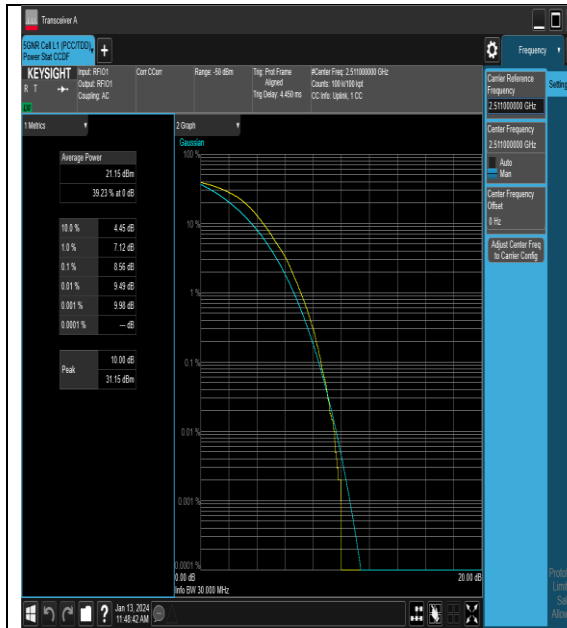 Transceiver A
5GNR Cell L1 (PCC/TDD)
Power Stat CCDF
Frequency
KEYSIGHT
R T
Input: RFIO1
Output: RFIO1
Coupling: AC
Corr CCorr
Range: -50 dBm
Trig: Prot Frame
Aligned
Trig Delay: 4.450 ms
#Center Freq: 2.511000000 GHz
Counts: 100 k/100 kpt
CC Info: Uplink, 1 CC
1 Metrics
Average Power
21.15 dBm
39.23 % at 0 dB
10.0 % 4.45 dB
1.0 % 7.12 dB
0.1 % 8.56 dB
0.01 % 9.49 dB
0.001 % 9.98 dB
0.0001 % --- dB
Peak
10.00 dB
31.15 dBm
2 Graph
Gaussian
100 %
10 %
1 %
0.1 %
0.01 %
0.001 %
0.0001 %
0.00 dB
20.00 dB
Info BW 30.000 MHz
Carrier Reference
Frequency
2.511000000 GHz
Center Frequency
2.511000000 GHz
Auto
Man
Center Frequency
Offset
0 Hz
Adjust Center Freq
to Carrier Config
Jan 13, 2024
11:48:42 AM